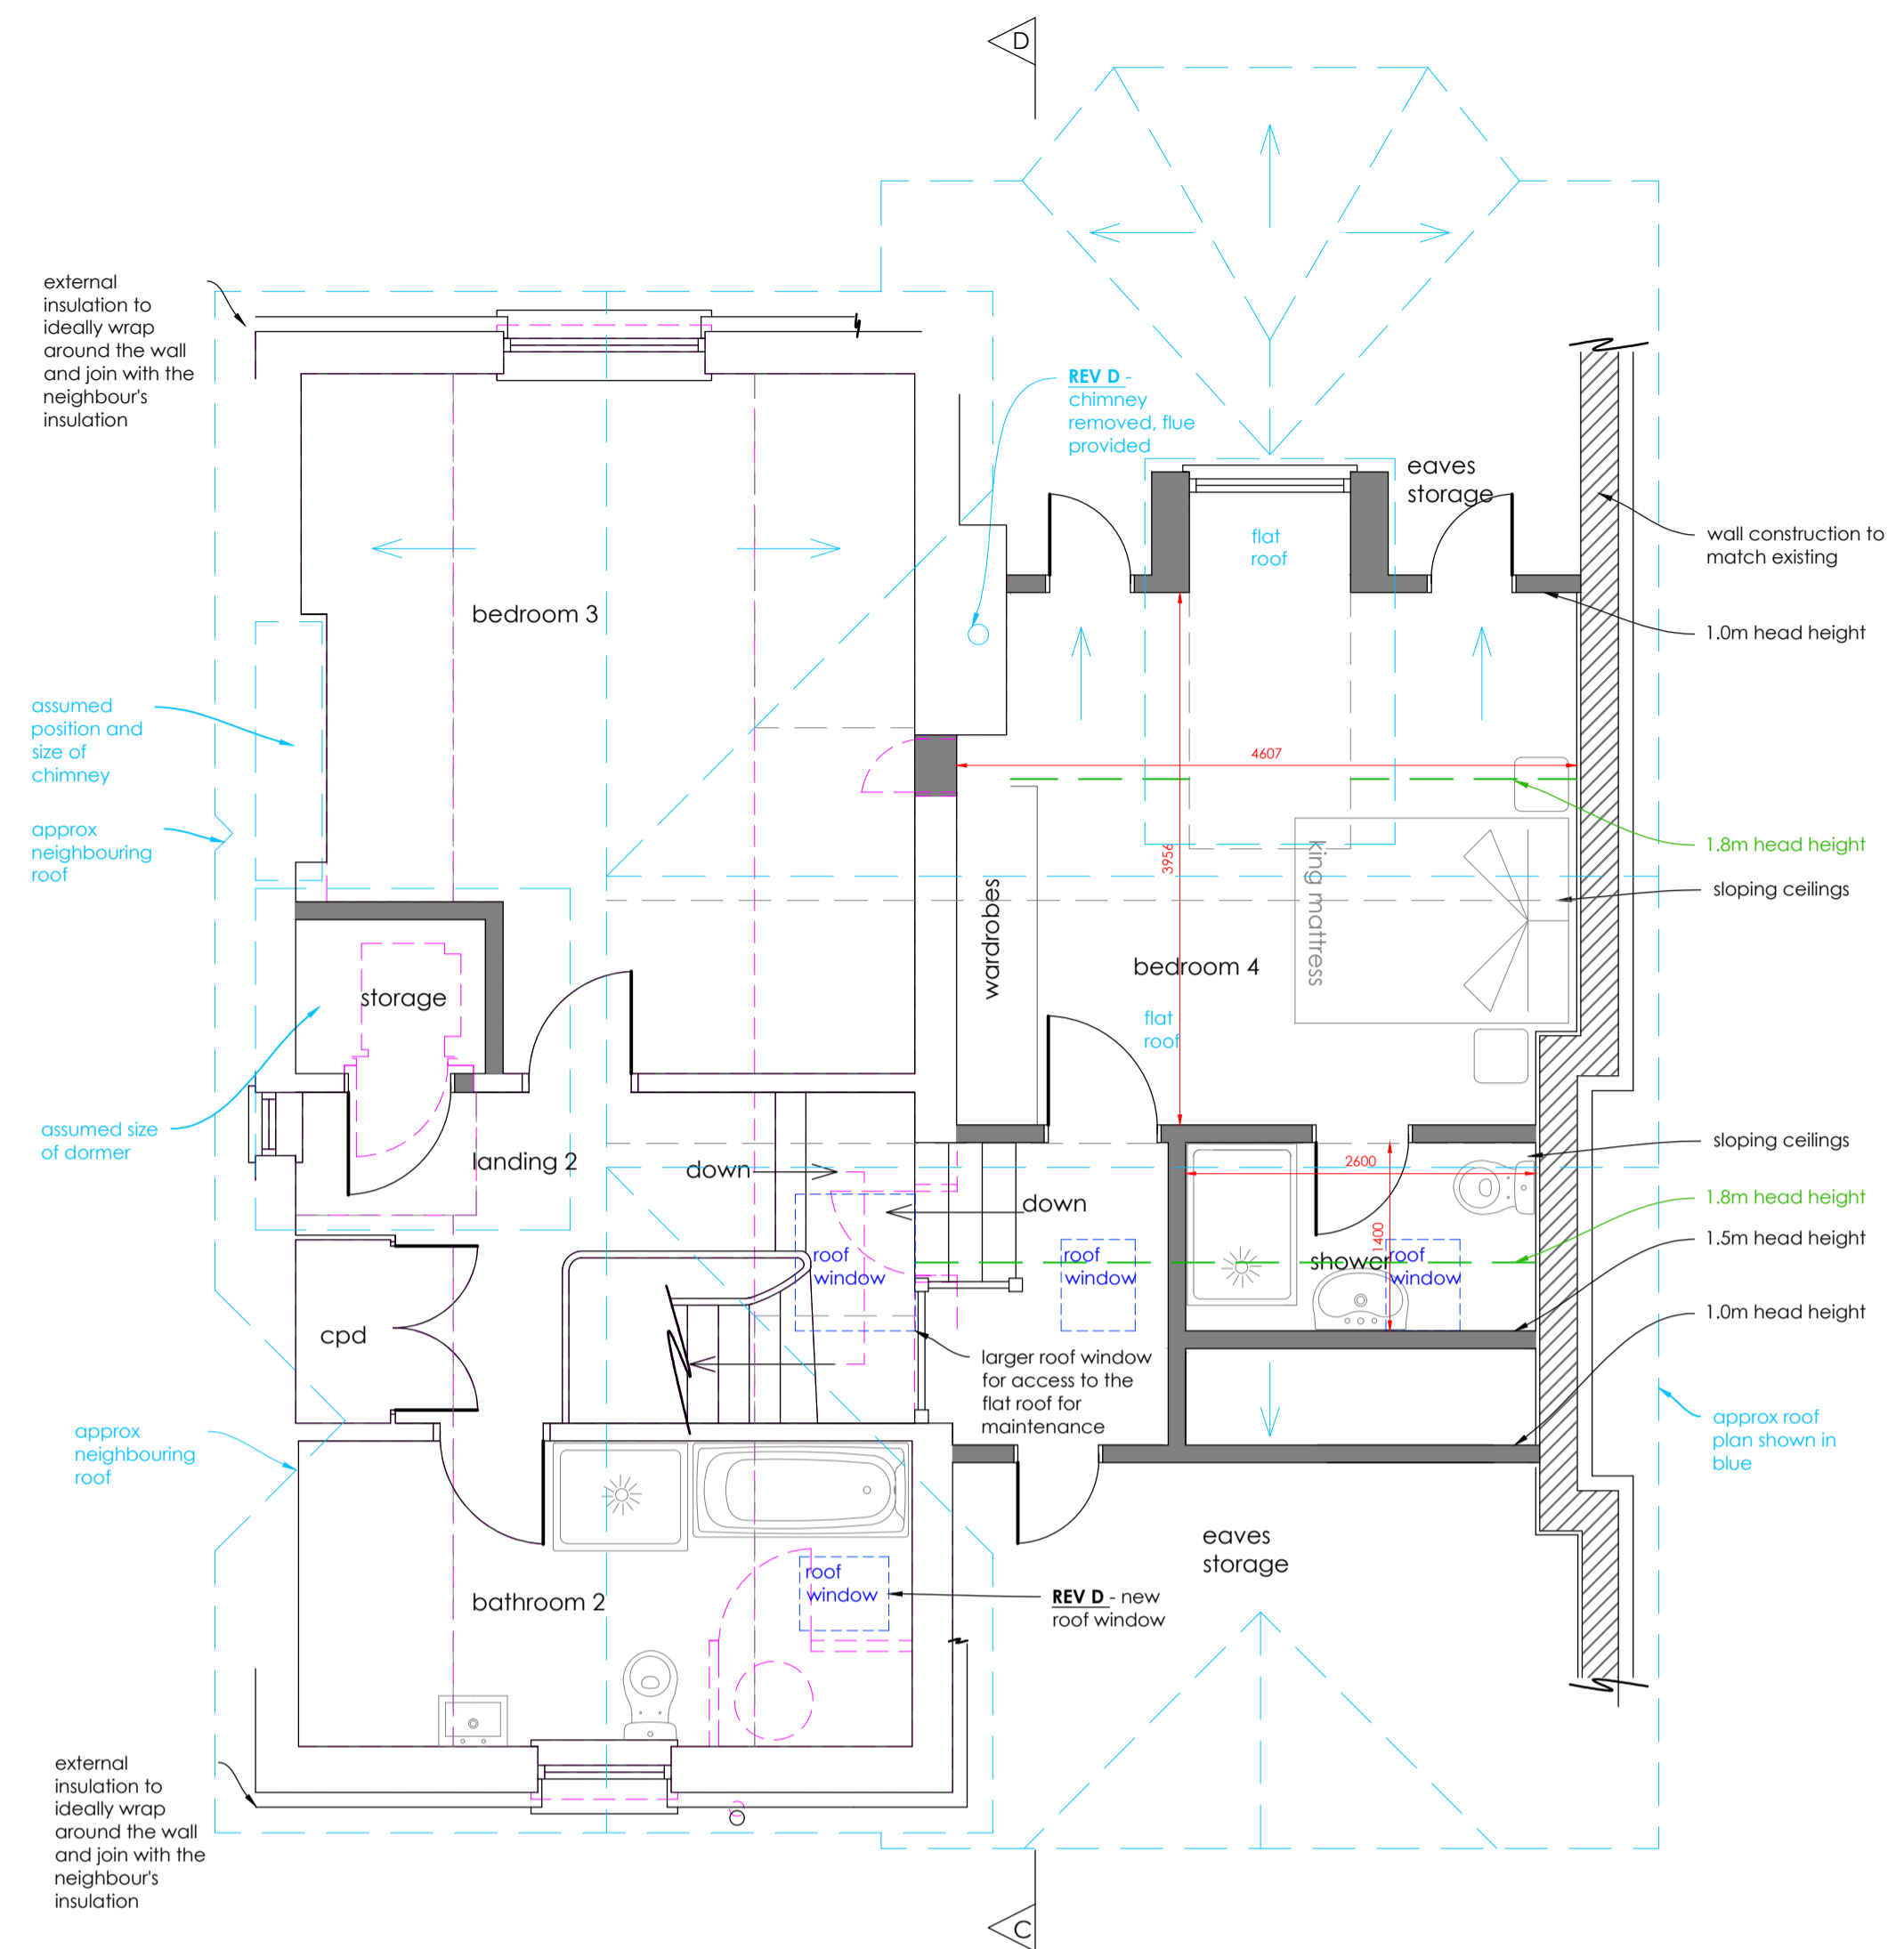 D
external
insulation to
ideally wrap
around the wall
and join with the
neighbour's
insulation
REV D -
chimney
removed, flue
provided
eaves
storage
flat
roof
wall construction to
match existing
bedroom 3
1.0m head height
assumed
position and
size of
chimney
4607
approx
neighbouring
roof
1.8m head height
3956
king mattress
sloping ceilings
wardrobes
bedroom 4
storage
flat
roof
assumed size
of dormer
landing 2
down
down
2600
sloping ceilings
1.8m head height
1400
roof
window
roof
window
shower
roof
window
1.5m head height
cpd
1.0m head height
larger roof window
for access to the
flat roof for
maintenance
approx
neighbouring
roof
approx roof
plan shown in
blue
eaves
storage
roof
window
bathroom 2
REV D - new
roof window
external
insulation to
ideally wrap
around the wall
and join with the
neighbour's
insulation
C